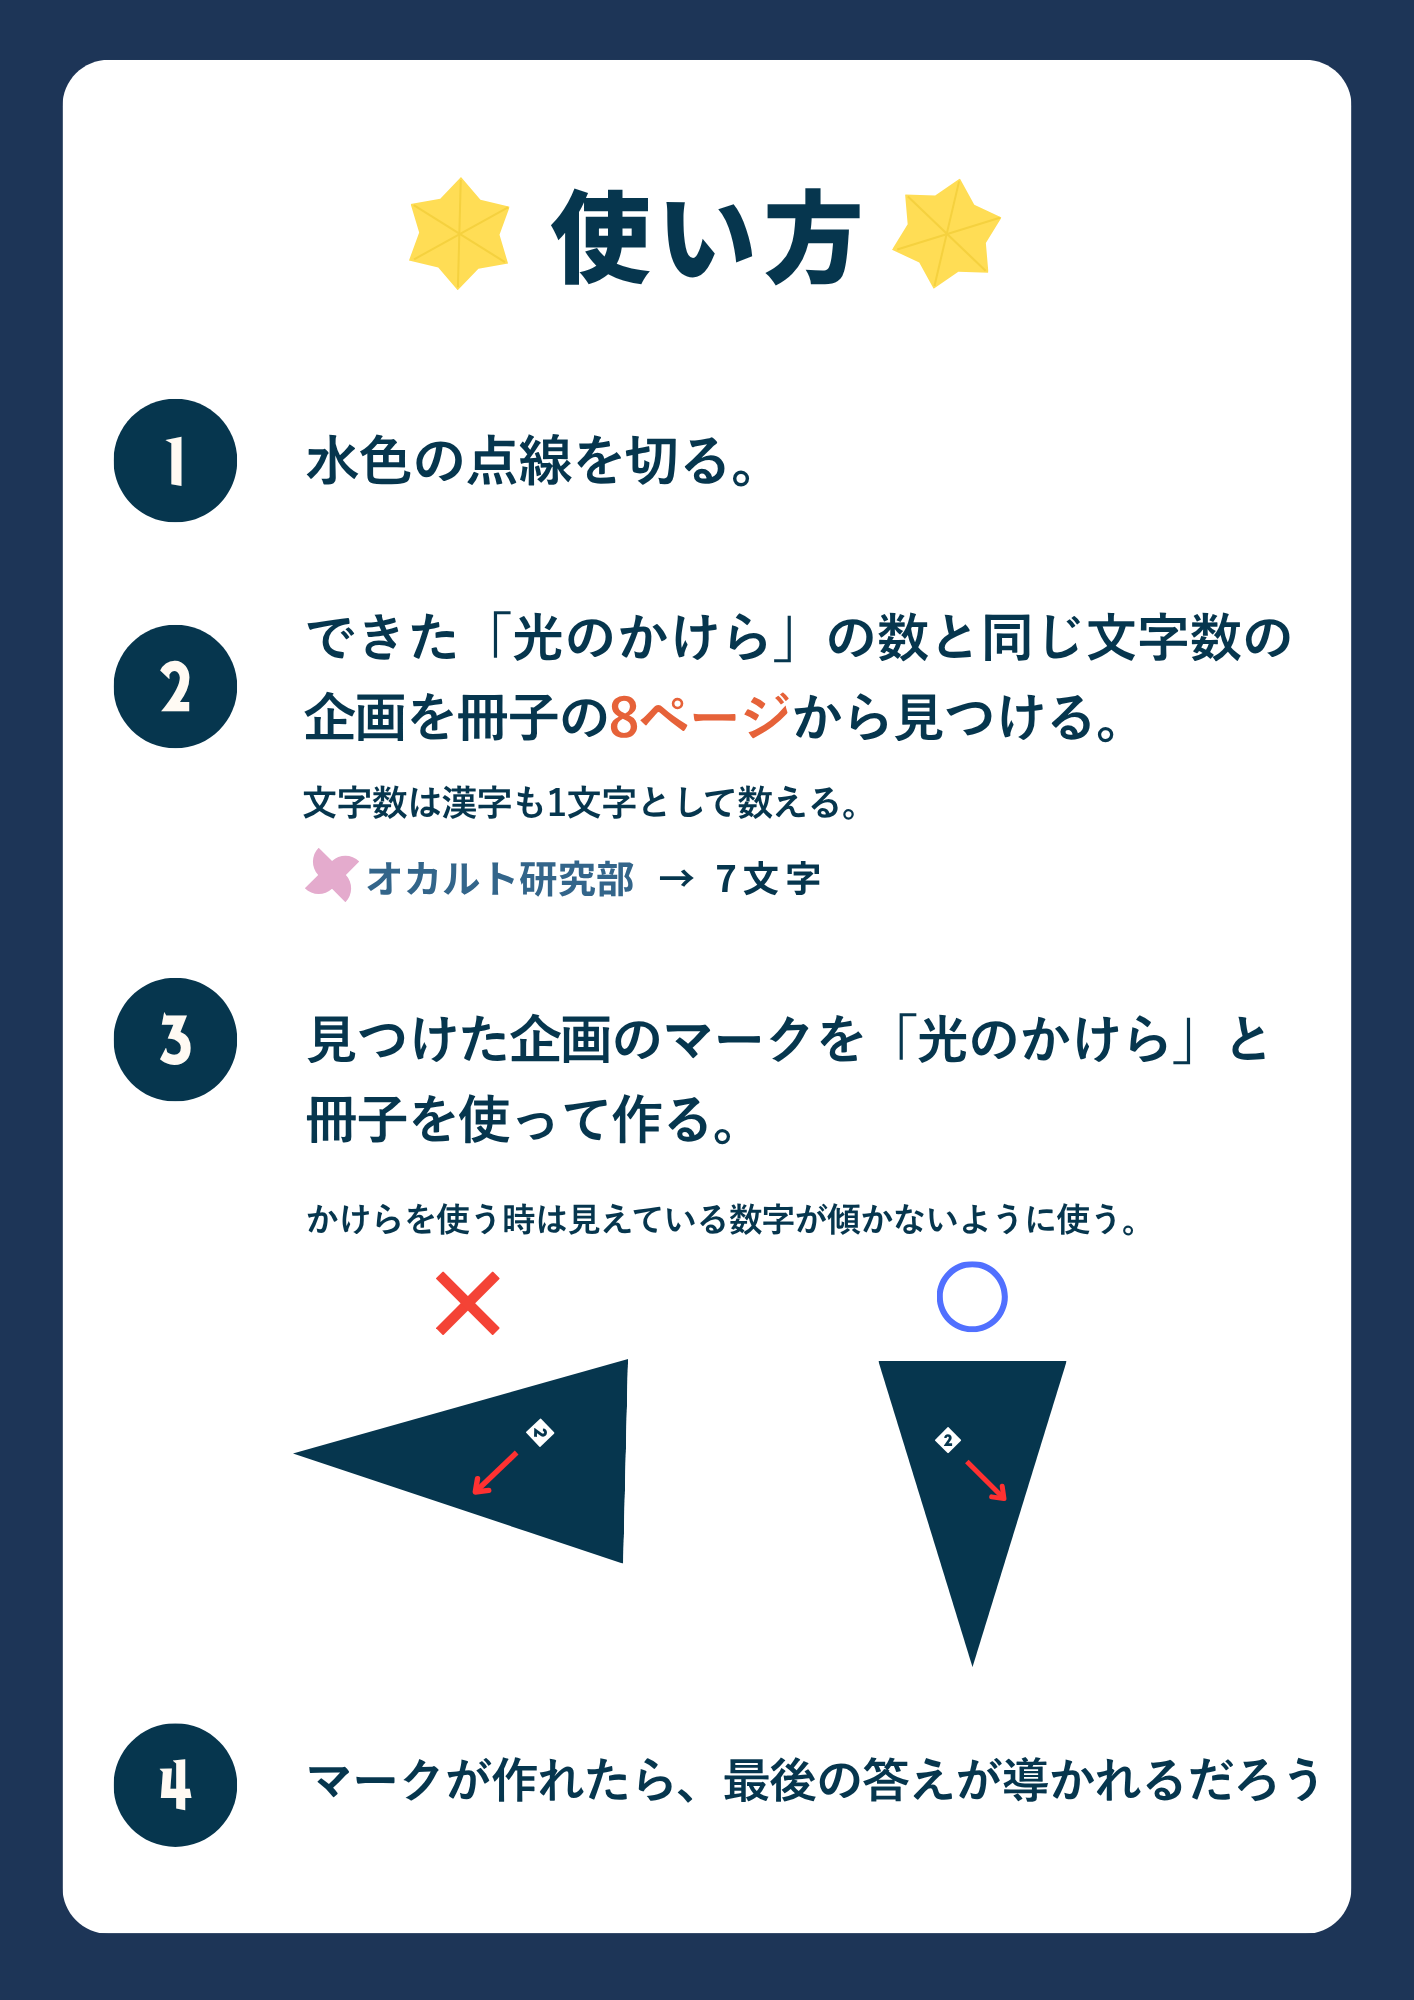 使い方
1
水色の点線を切る。
2
できた「光のかけら」の数と同じ文字数の
企画を冊子の8ページから見つける。
文字数は漢字も1文字として数える。
オカルト研究部 → 7文字
3
見つけた企画のマークを「光のかけら」と
冊子を使って作る。
かけらを使う時は見えている数字が傾かないように使う。
2
2
4
マークが作れたら、最後の答えが導かれるだろう